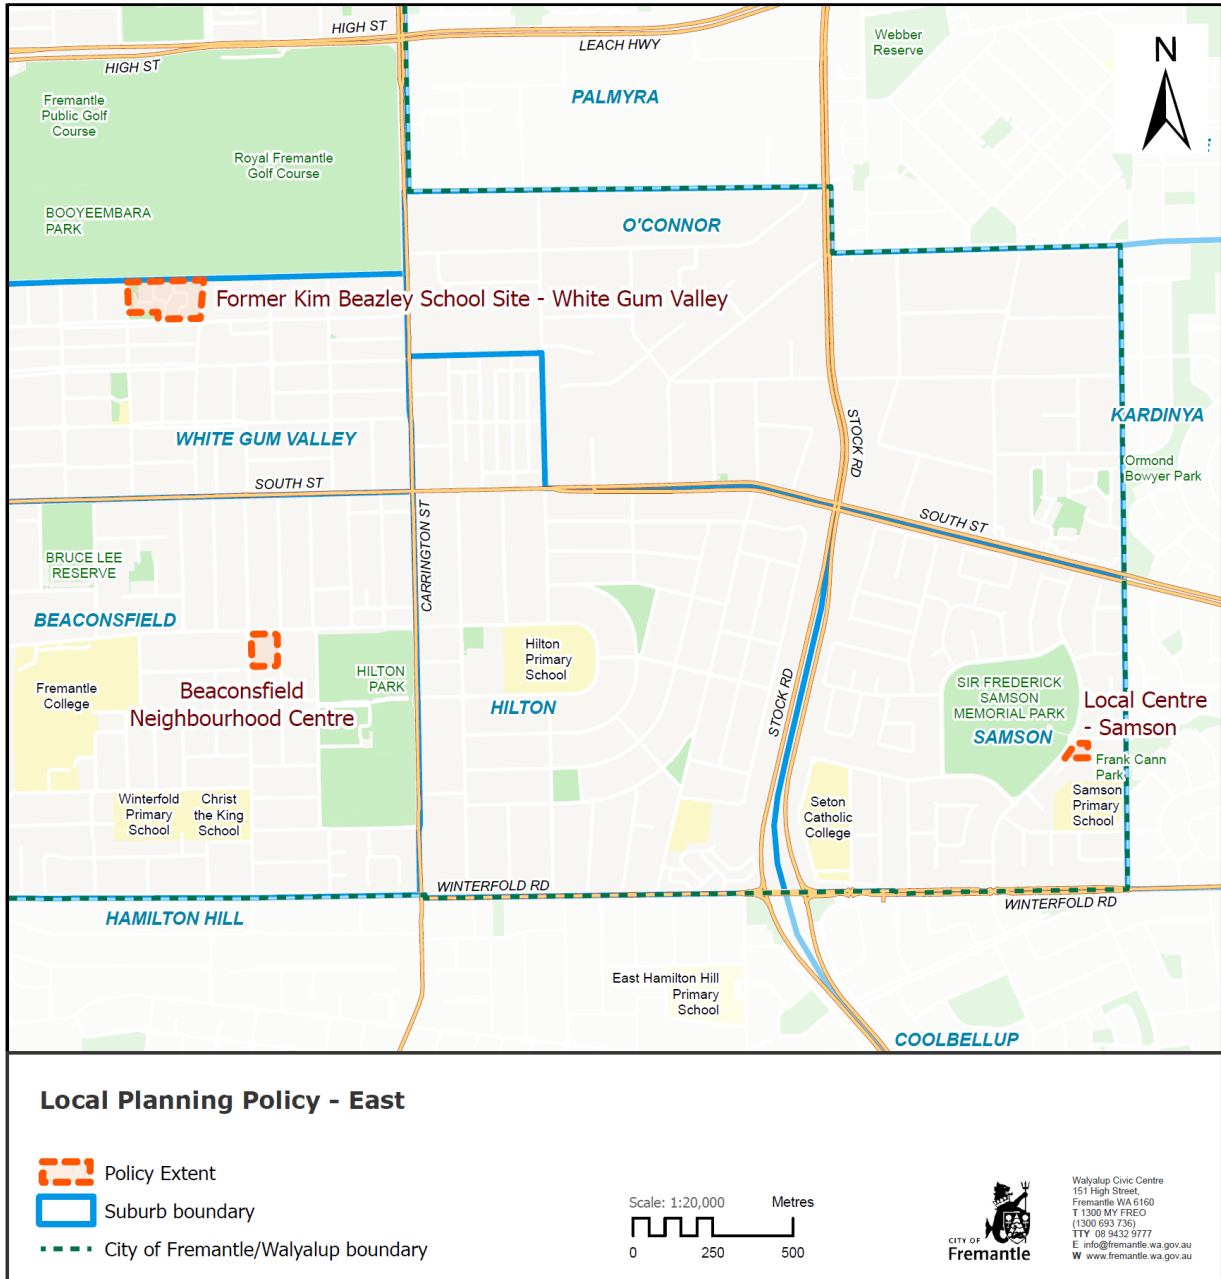 HIGH ST
LEACH HWY
HIGH ST
Webber
Reserve
N
PALMYRA
Fremantle
Public Golf
Course
Royal Fremantle
Golf Course
BOOYEEMBARA
PARK
O'CONNOR
Former Kim Beazley School Site - White Gum Valley
WHITE GUM VALLEY
STOCK RD
KARDINYA
Ormond
Bowyer Park
SOUTH ST
SOUTH ST
CARRINGTON ST
BRUCE LEE
RESERVE
BEACONSFIELD
Hilton
Primary
School
Fremantle
College
HILTON
PARK
Beaconsfield
Neighbourhood Centre
HILTON
STOCK RD
SIR FREDERICK
SAMSON
MEMORIAL PARK
SAMSON
Local Centre
- Samson
Frank Cann
Park
Samson
Primary
School
Winterfold
Primary
School
Christ
the King
School
Seton
Catholic
College
WINTERFOLD RD
WINTERFOLD RD
HAMILTON HILL
East Hamilton Hill
Primary
School
COOLBELLUP
Local Planning Policy - East
Policy Extent
Suburb boundary
City of Fremantle/Walyalup boundary
Scale: 1:20,000
Metres
0 250 500
CITY OF
Fremantle
Walyalup Civic Centre
151 High Street,
Fremantle WA 6160
T 1300 MY FREO
(1300 693 736)
TTY 08 9432 9777
E info@fremantle.wa.gov.au
W www.fremantle.wa.gov.au